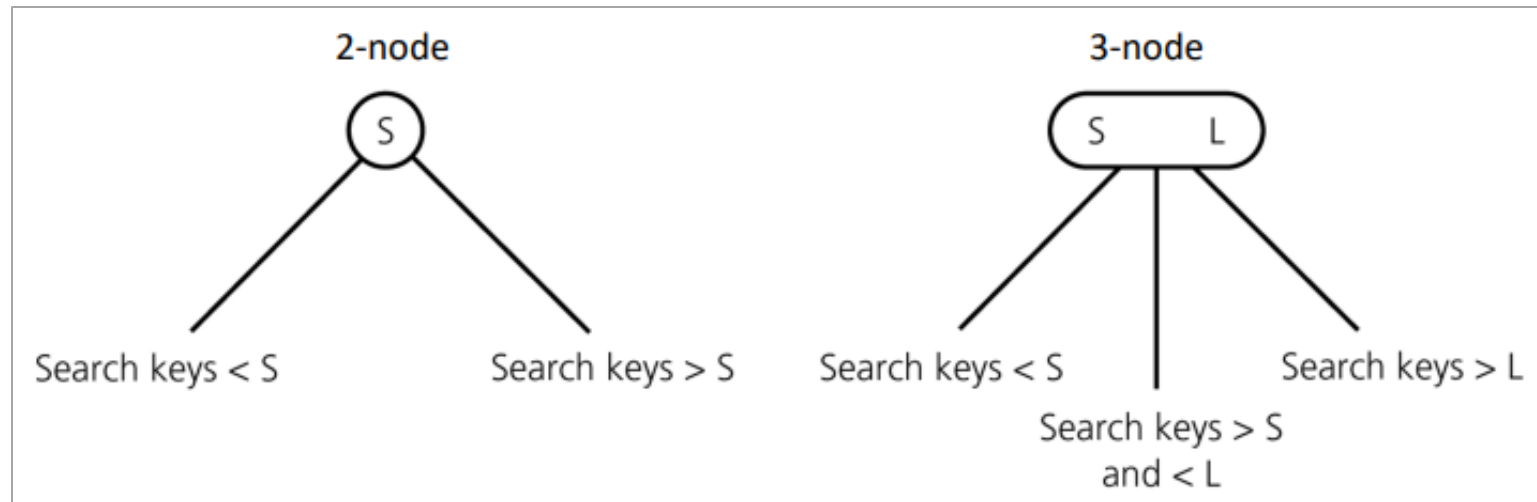 2-node
S
Search keys < S
Search keys > S
3-node
S L
Search keys < S
Search keys > S
and < L
Search keys > L